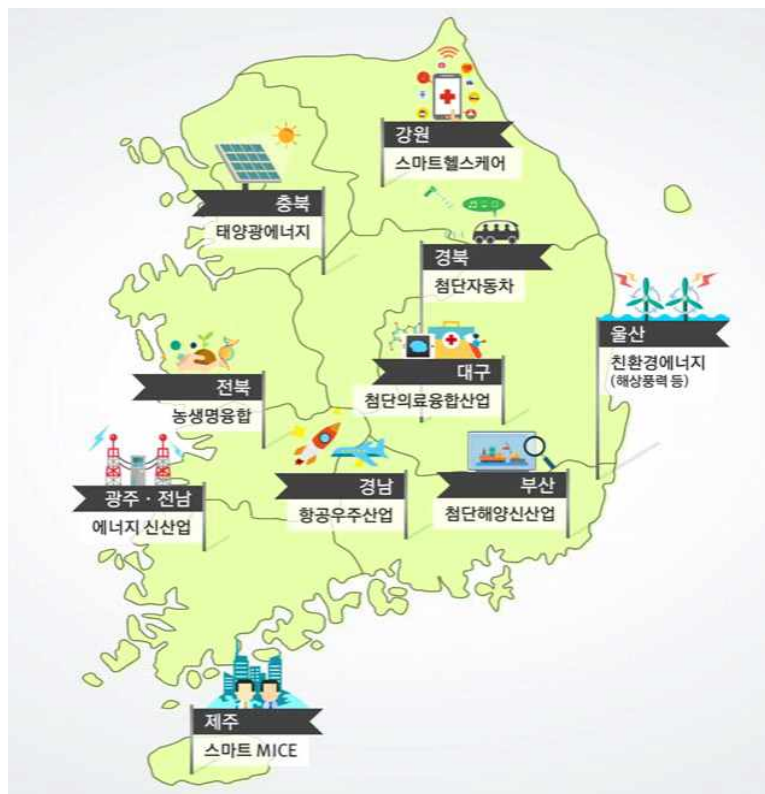 강원
스마트헬스케어
충북
태양광에너지
경북
첨단자동차
울산
친환경에너지
(해상풍력 등)
대구
첨단의료융합산업
전북
농생명융합
경남
항공우주산업
부산
첨단해양신산업
광주 · 전남
에너지 신산업
제주
스마트 MICE